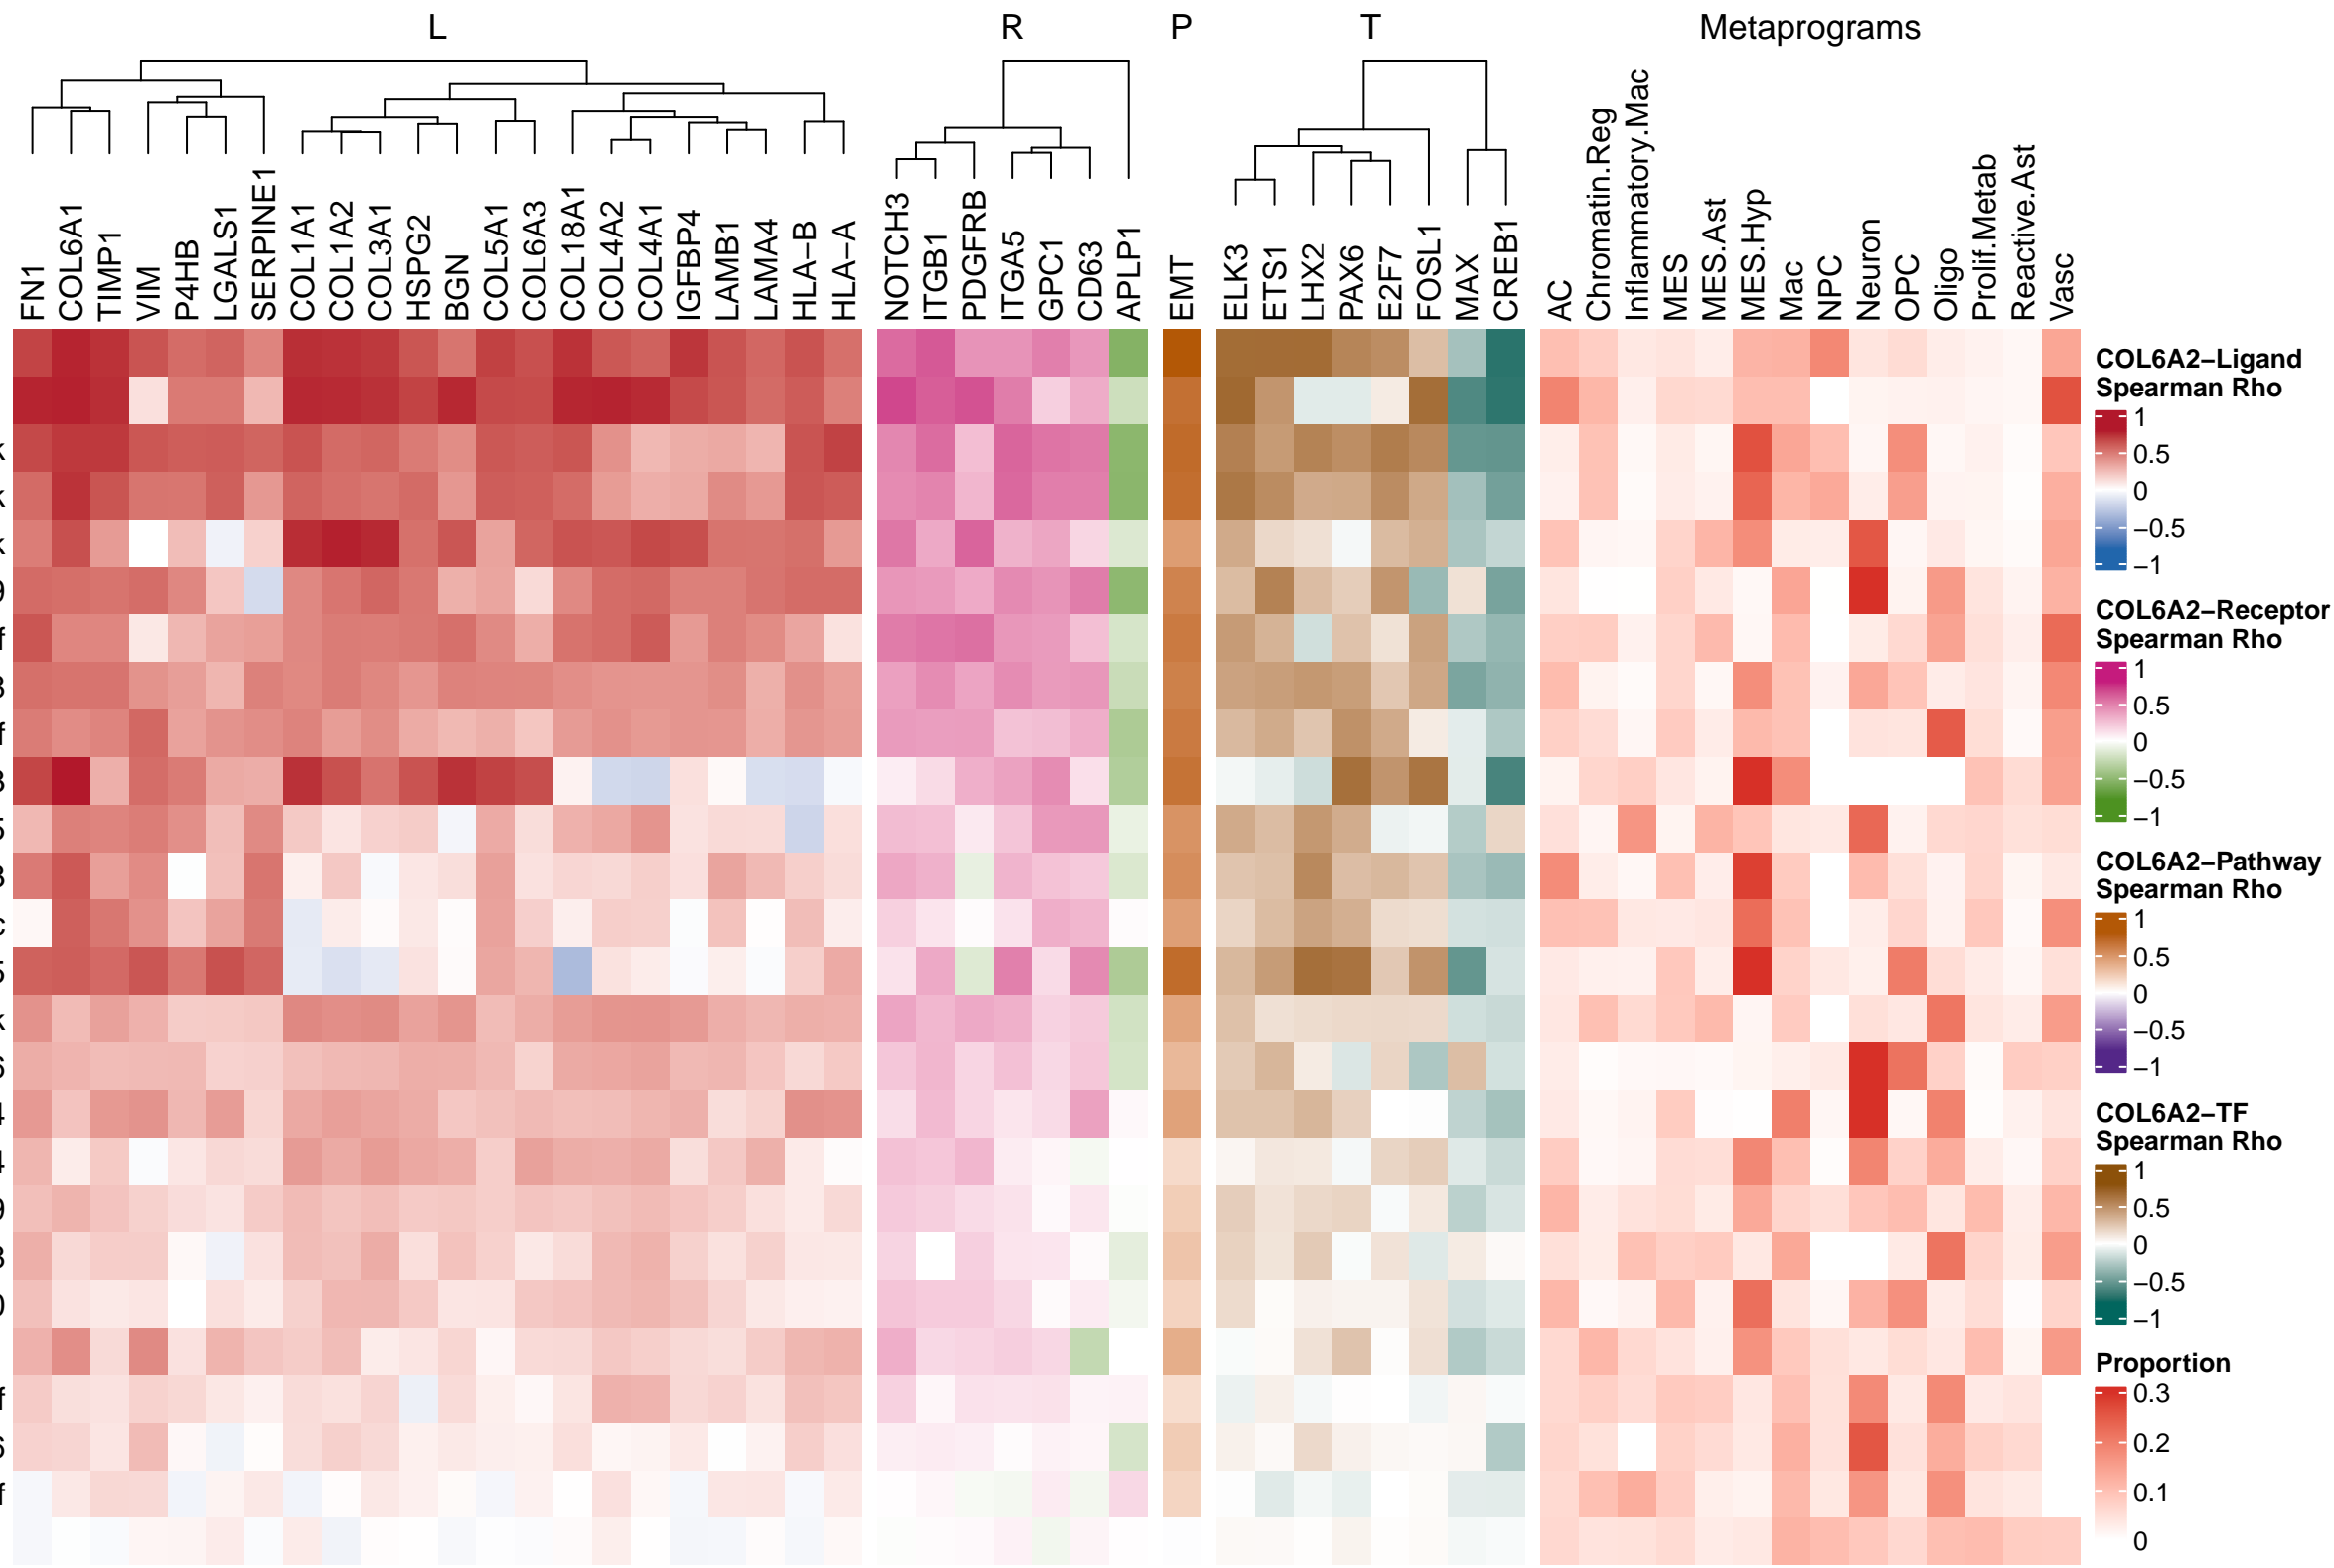 L R P T Metaprograms
FN1
COL6A1
TIMP1
VIM
P4HB
LGALS1
SERPINE1
COL1A1
COL1A2
COL3A1
HSPG2
BGN
COL5A1
COL6A3
COL18A1
COL4A2
COL4A1
IGFBP4
LAMB1
LAMA4
HLA−B
HLA−A
NOTCH3
ITGB1
PDGFRB
ITGA5
GPC1
CD63
APLP1
EMT
ELK3
ETS1
LHX2
PAX6
E2F7
FOSL1
MAX
CREB1
AC
Chromatin.Reg
Inflammatory.Mac
MES
MES.Ast
MES.Hyp
Mac
NPC
Neuron
OPC
Oligo
Prolif.Metab
Reactive.Ast
Vasc
COL6A2−Ligand
Spearman Rho
1
0.5
0
−0.5
−1
COL6A2−Receptor
Spearman Rho
1
0.5
0
−0.5
−1
COL6A2−Pathway
Spearman Rho
1
0.5
0
−0.5
−1
COL6A2−TF
Spearman Rho
1
0.5
0
−0.5
−1
Proportion
0.3
0.2
0.1
0